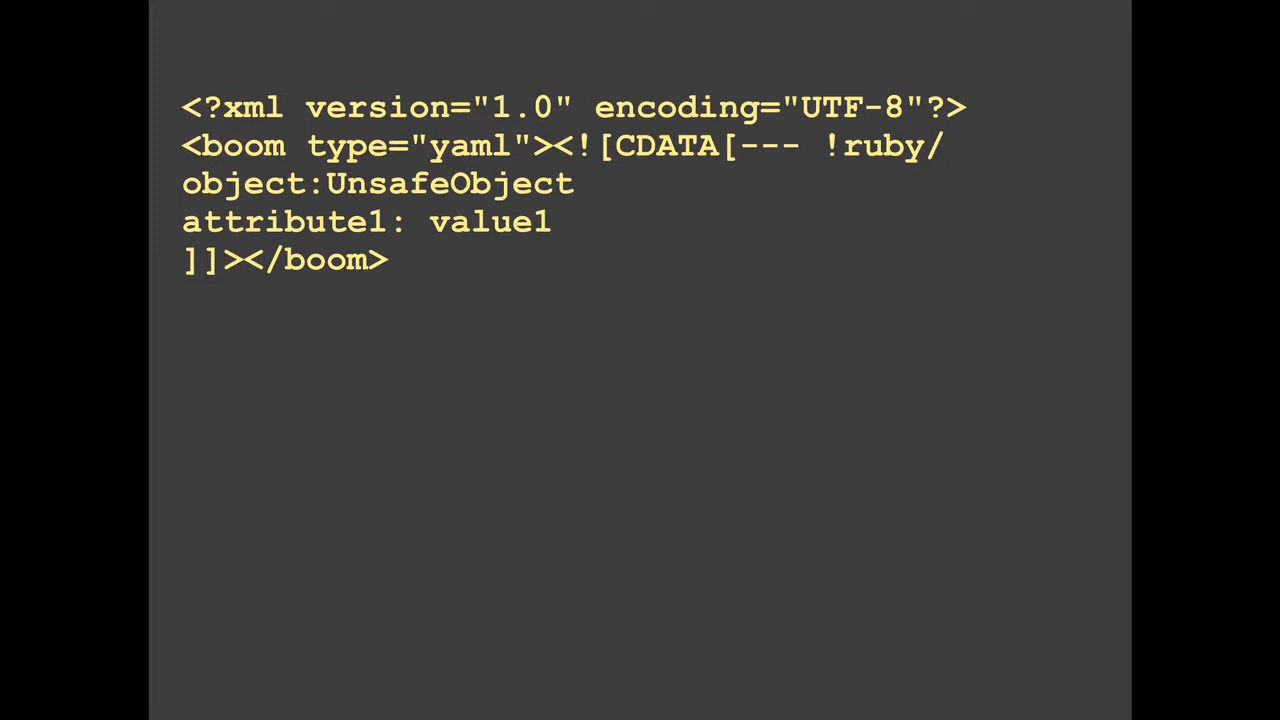 <?xml version="1.0" encoding="UTF-8"?>
<boom type="yaml"><![CDATA[--- !ruby/
object:UnsafeObject
attribute1: value1
]]></boom>